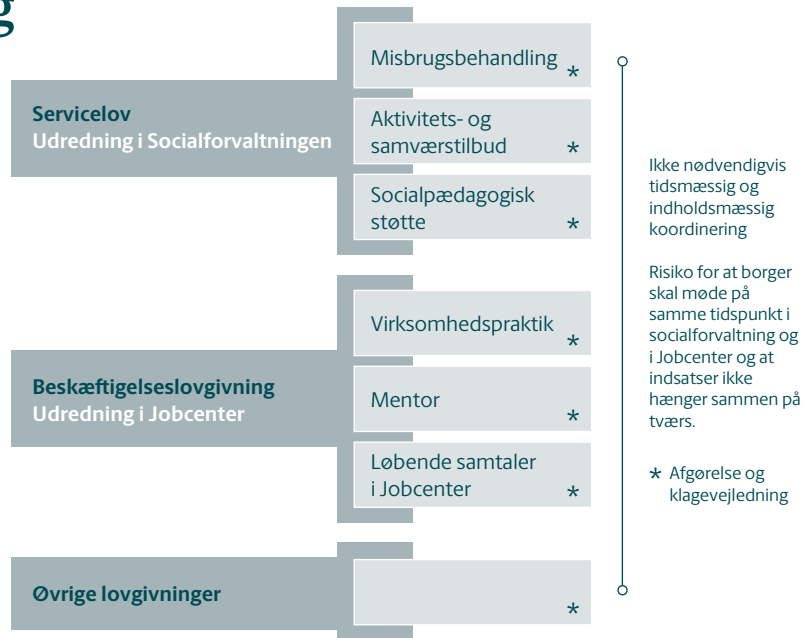 g
Servicelov
Udredning i Socialforvaltningen
Misbrugsbehandling *
Aktivitets- og
samværstilbud *
Socialpædagogisk
støtte *
Beskæftigelseslovgivning
Udredning i Jobcenter
Virksomhedspraktik *
Mentor *
Løbende samtaler
i Jobcenter *
Øvrige lovgivninger
*
Ikke nødvendigvis
tidsmæssig og
indholdsmæssig
koordinering
Risiko for at borger
skal møde på
samme tidspunkt i
socialforvaltning og
i Jobcenter og at
indsatser ikke
hænger sammen på
tværs.
* Afgørelse og
klagevejledning